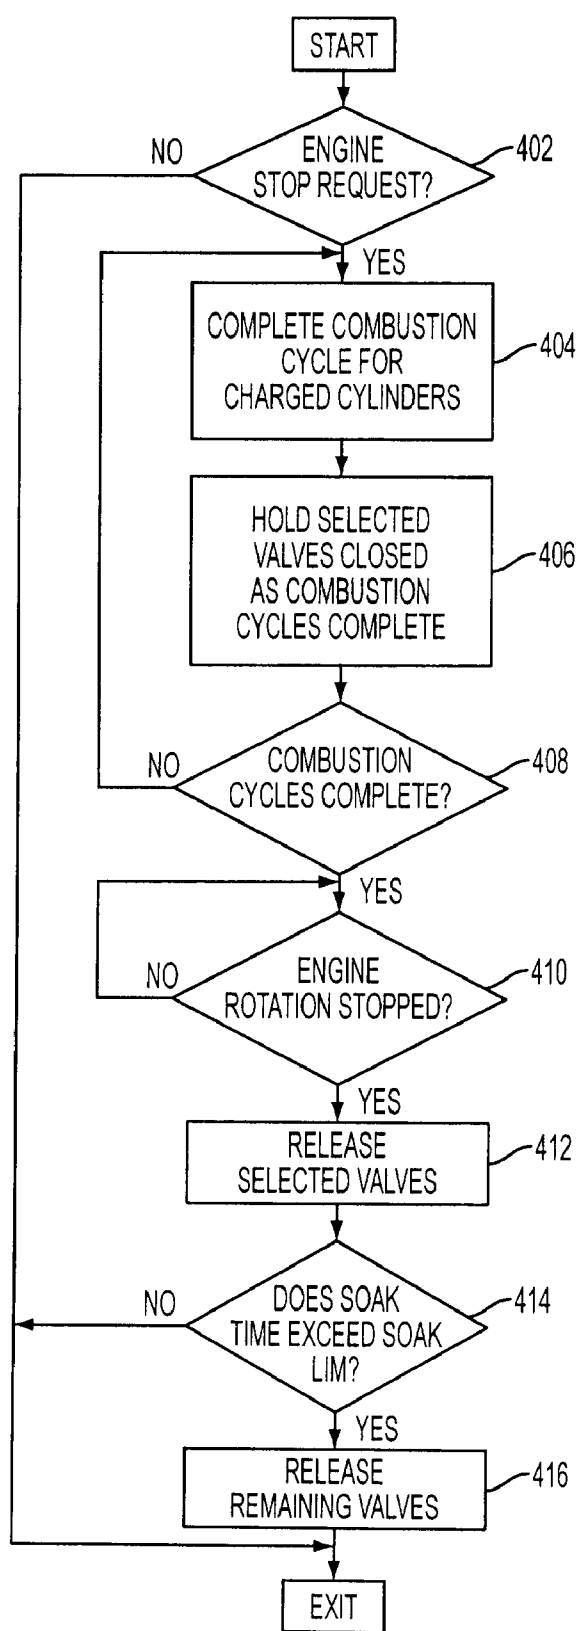 START
ENGINE
STOP REQUEST?
402
NO
YES
COMPLETE COMBUSTION
CYCLE FOR
CHARGED CYLINDERS
404
HOLD SELECTED
VALVES CLOSED
AS COMBUSTION
CYCLES COMPLETE
406
COMBUSTION
CYCLES COMPLETE?
408
NO
YES
ENGINE
ROTATION STOPPED?
410
NO
YES
RELEASE
SELECTED VALVES
412
DOES SOAK
TIME EXCEED SOAK
LIM?
414
NO
YES
RELEASE
REMAINING VALVES
416
EXIT